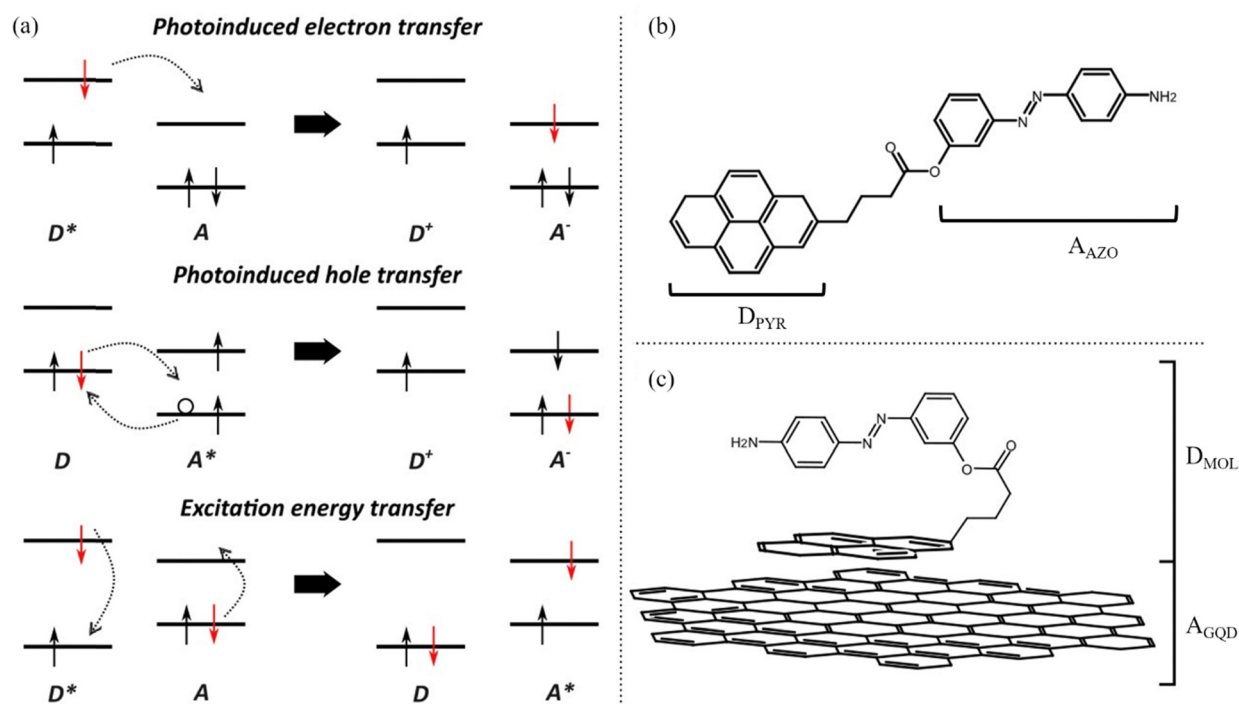 (a)
Photoinduced electron transfer
D*
A
D+
A-
Photoinduced hole transfer
D
A*
D+
A-
Excitation energy transfer
D*
A
D
A*
(b)
N
N
NH2
O
O
AAZO
DPYR
(c)
H2N
N
N
O
O
DMOL
AGQD